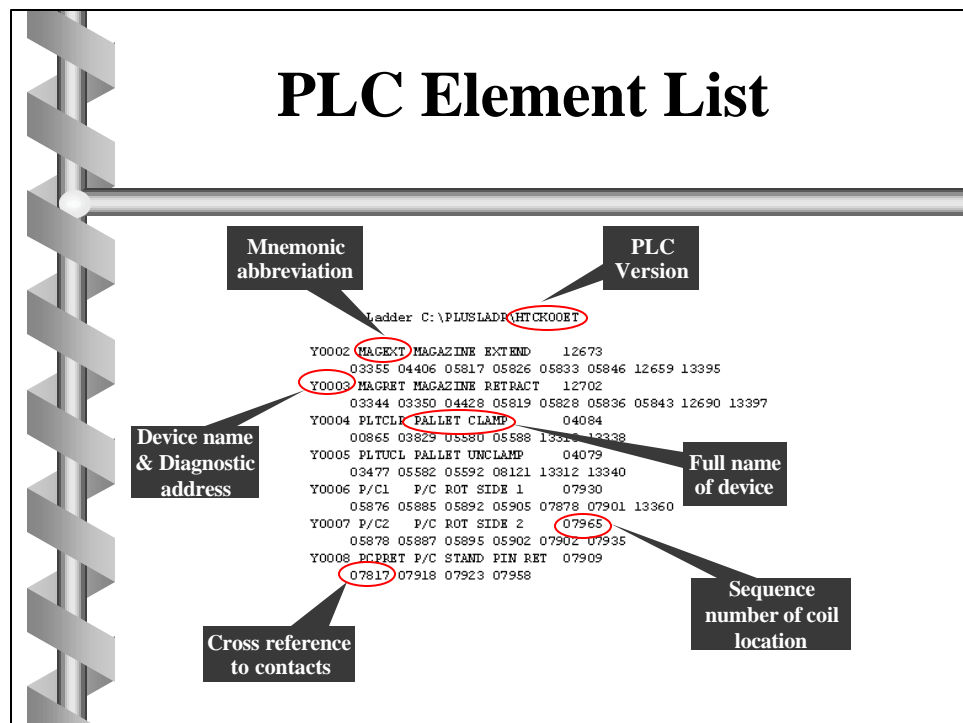 PLC Element List
Mnemonic
abbreviation
PLC
Version
Ladder C:\PLUSLADR\HTCKOOET
Y0002 MAGEXT MAGAZINE EXTEND 12673
03355 04406 05817 05826 05833 05846 12659 13395
Y0003 MAGRET MAGAZINE RETRACT 12702
03344 03350 04428 05819 05828 05836 05843 12690 13397
Y0004 PLTCLP PALLET CLAMP 04084
00865 03829 05580 05588 13338
Y0005 PLTUCL PALLET UNCLAMP 04079
03477 05582 05592 08121 13312 13340
Y0006 P/C1 P/C ROT SIDE 1 07930
05876 05885 05892 05905 07878 07901 13360
Y0007 P/C2 P/C ROT SIDE 2 07965
05878 05887 05895 05902 07902 07935
Y0008 PCPRET P/C STAND PIN RET 07909
07817 07918 07923 07958
Device name
& Diagnostic
address
Full name
of device
Sequence
number of coil
location
Cross reference
to contacts